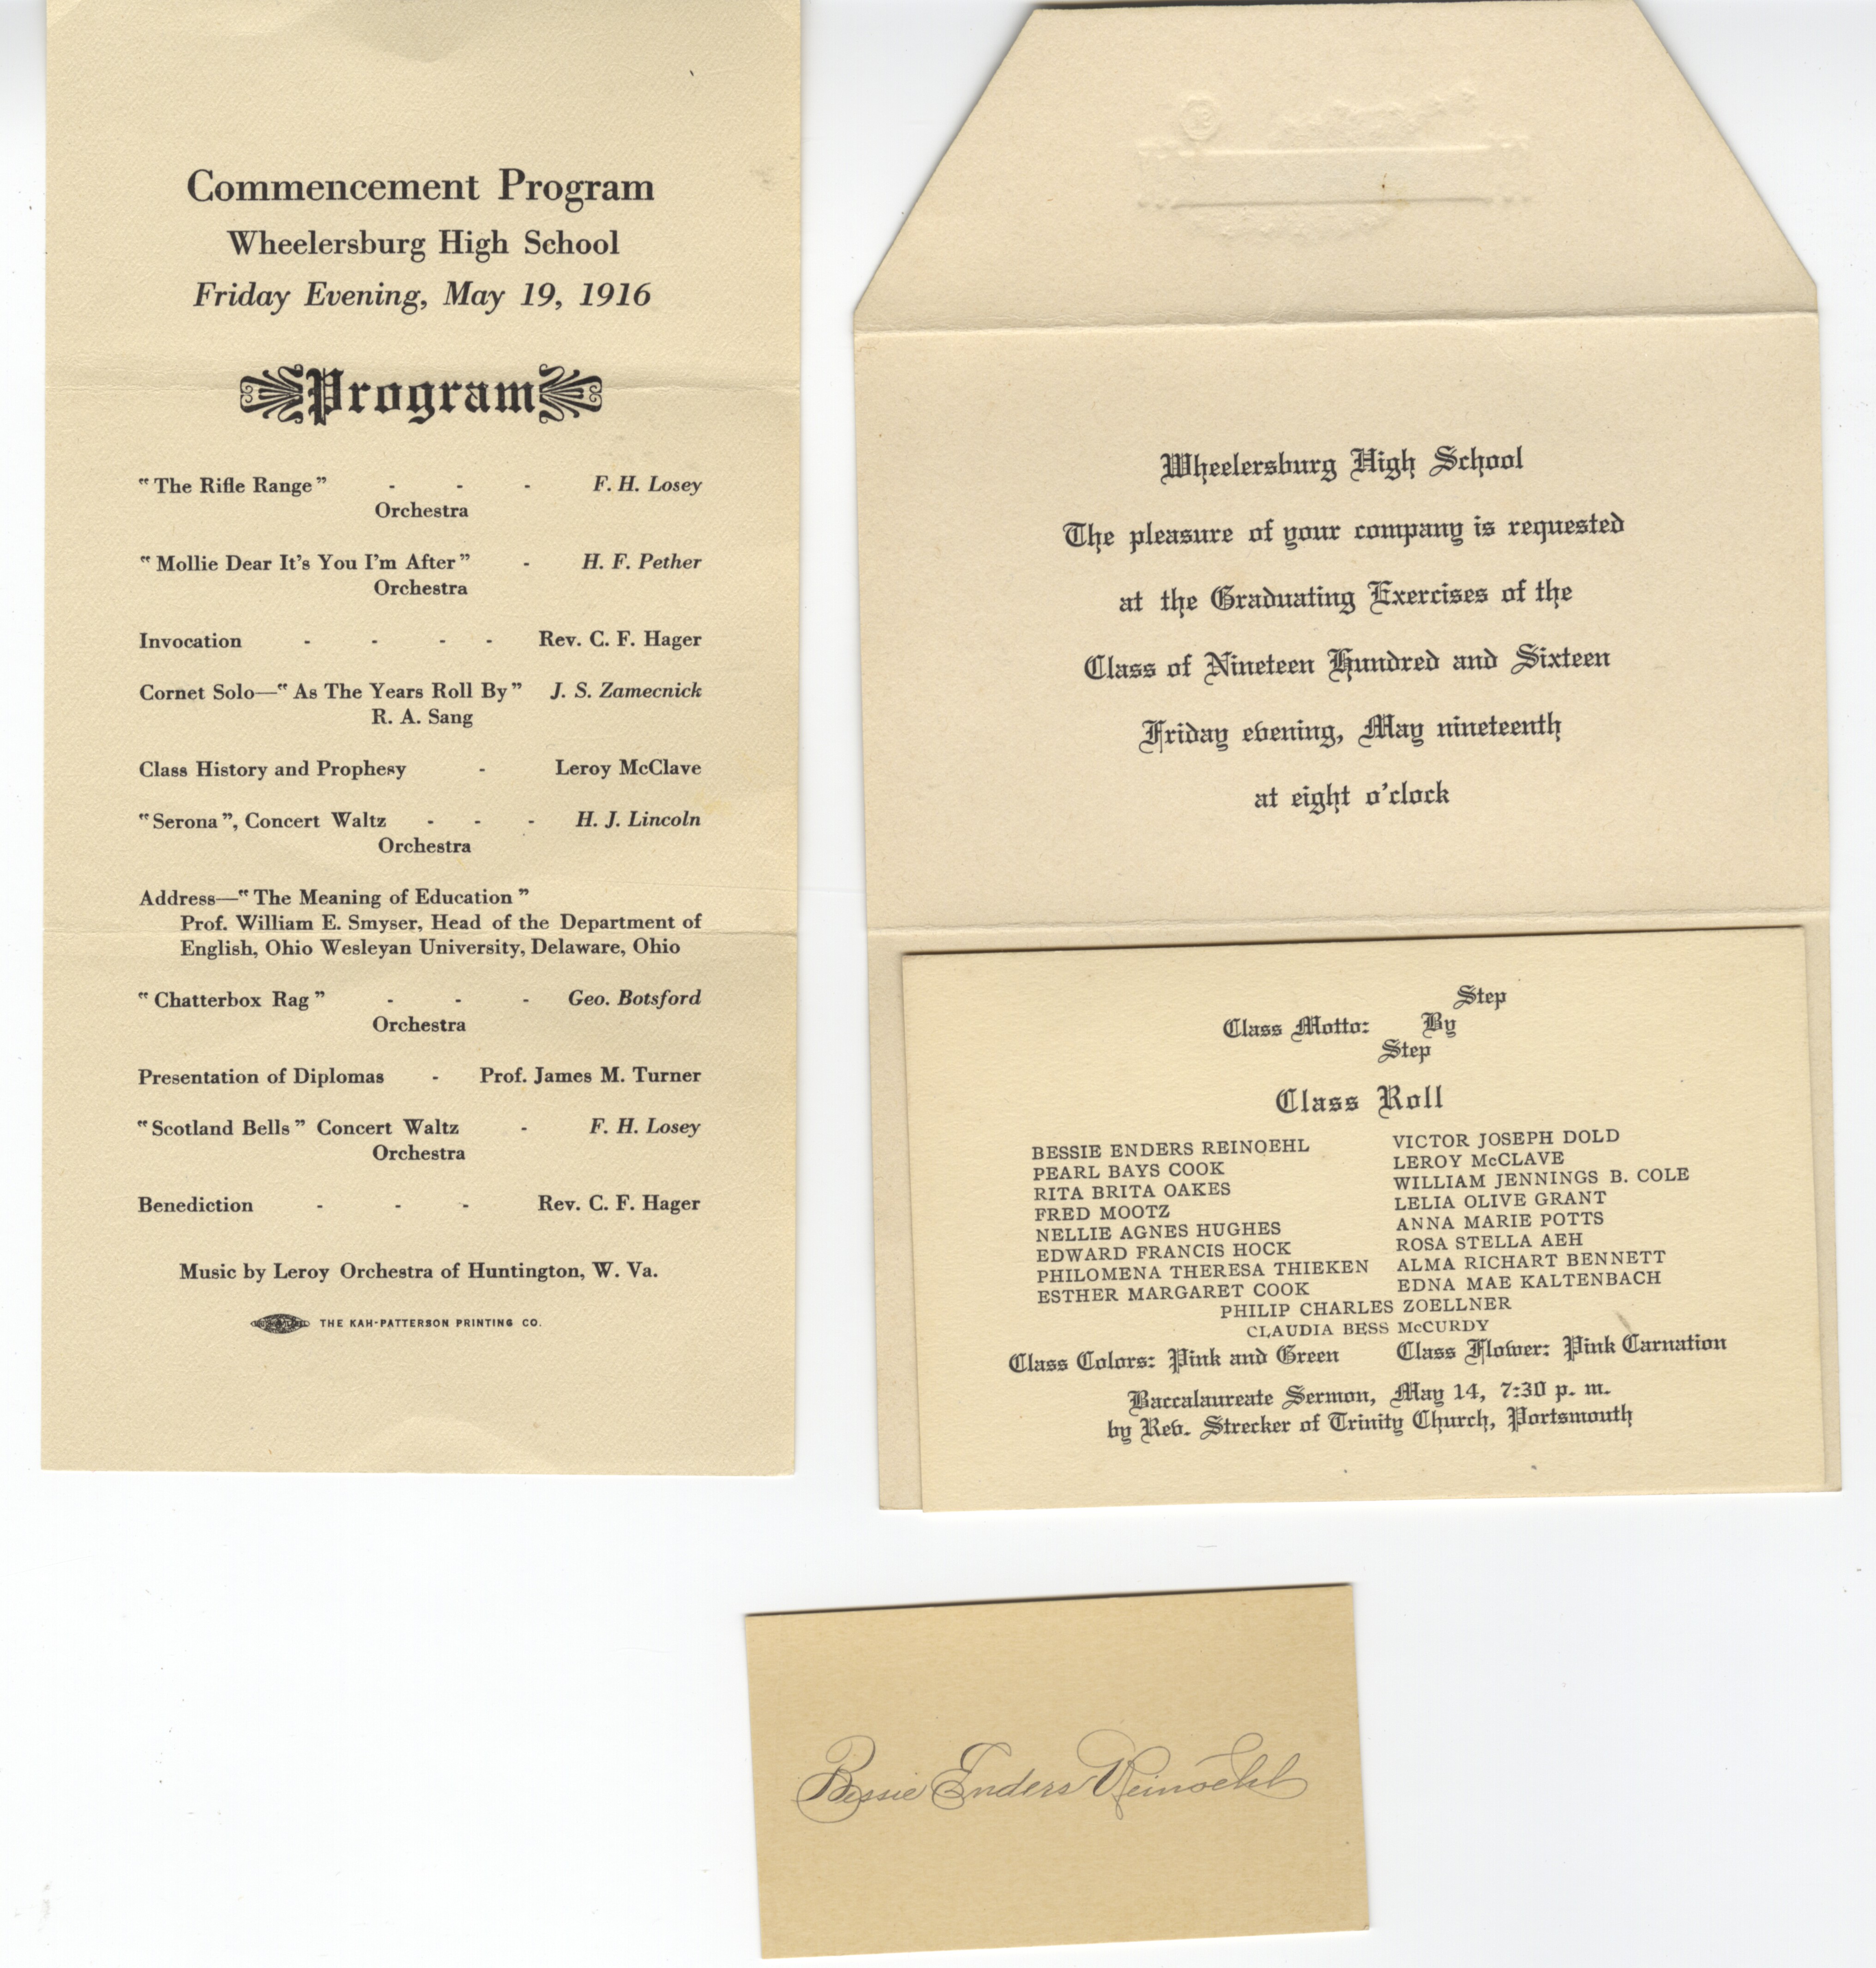 Commencement Program
Wheelersburg High School
Friday Evening, May 19, 1916
Program
"The Rifle Range" - - - F. H. Losey
Orchestra
"Mollie Dear It's You I'm After" - H. F. Pether
Orchestra
Invocation - - - - Rev. C. F. Hager
Cornet Solo—"As The Years Roll By" J. S. Zamecnick
R. A. Sang
Class History and Prophesy - Leroy McClave
"Serona", Concert Waltz - - - H. J. Lincoln
Orchestra
Address—"The Meaning of Education"
Prof. William E. Smyser, Head of the Department of
English, Ohio Wesleyan University, Delaware, Ohio
"Chatterbox Rag" - - - Geo. Botsford
Orchestra
Presentation of Diplomas - Prof. James M. Turner
"Scotland Bells" Concert Waltz - F. H. Losey
Orchestra
Benediction - - - Rev. C. F. Hager
Music by Leroy Orchestra of Huntington, W. Va.
THE KAH-PATTERSON PRINTING CO.
Wheelersburg High School
The pleasure of your company is requested
at the Graduating Exercises of the
Class of Nineteen Hundred and Sixteen
Friday evening, May nineteenth
at eight o'clock
Step
Class Motto: By
Step
Class Roll
BESSIE ENDERS REINOEHL VICTOR JOSEPH DOLD
PEARL BAYS COOK LEROY McCLAVE
RITA BRITA OAKES WILLIAM JENNINGS B. COLE
FRED MOOTZ LELIA OLIVE GRANT
NELLIE AGNES HUGHES ANNA MARIE POTTS
EDWARD FRANCIS HOCK ROSA STELLA AEH
PHILOMENA THERESA THIEKEN ALMA RICHART BENNETT
ESTHER MARGARET COOK EDNA MAE KALTENBACH
PHILIP CHARLES ZOELLNER
CLAUDIA BESS McCURDY
Class Colors: Pink and Green Class Flower: Pink Carnation
Baccalaureate Sermon, May 14, 7:30 p. m.
by Rev. Strecker of Trinity Church, Portsmouth
Bessie Enders Reinoehl